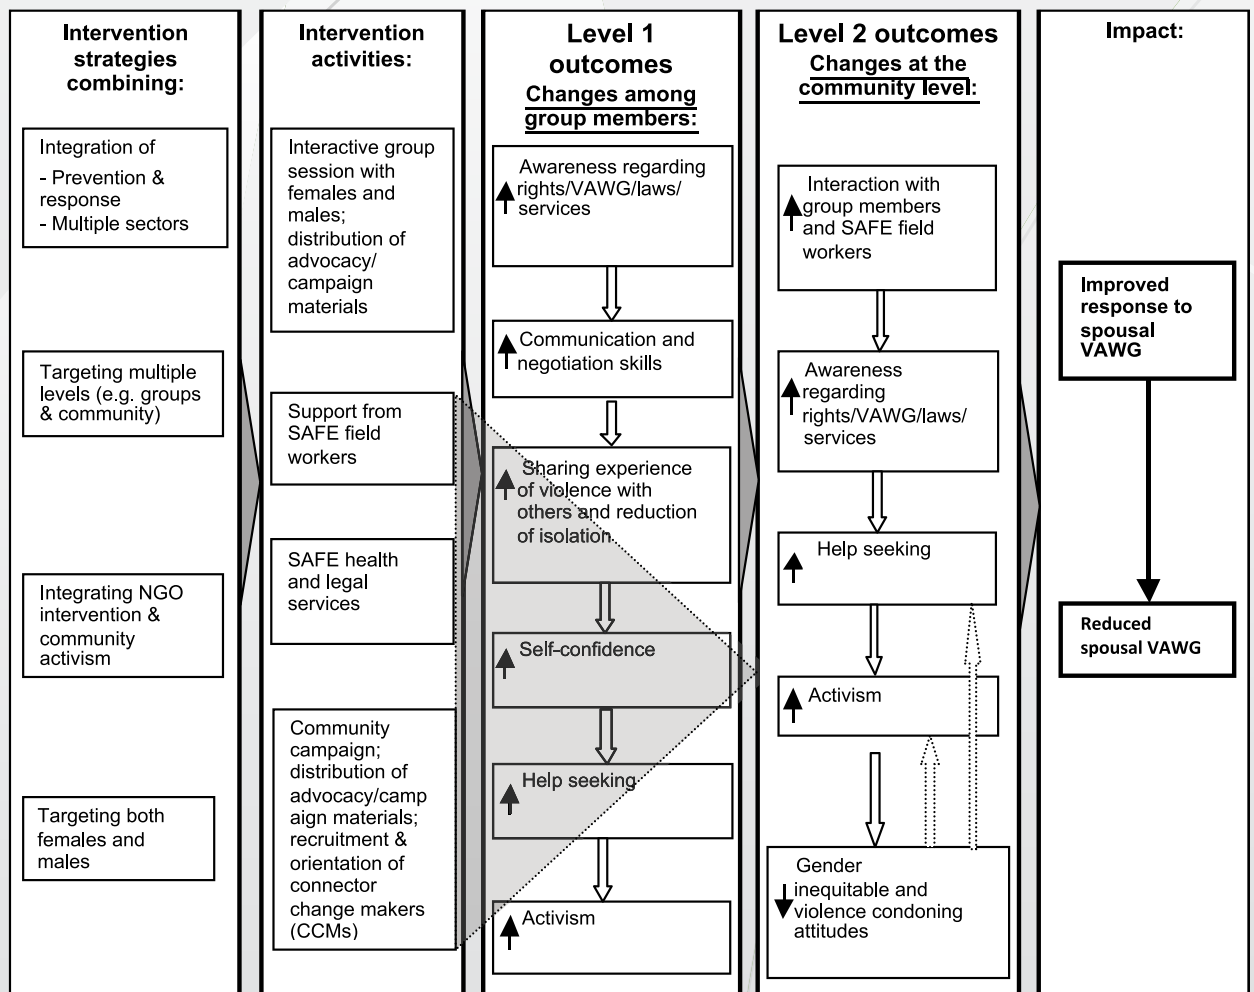 Intervention
strategies
combining:
Integration of
- Prevention &
response
- Multiple sectors
Targeting multiple
levels (e.g. groups
& community)
Integrating NGO
intervention &
community
activism
Targeting both
females and
males
Intervention
activities:
Interactive group
session with
females and
males;
distribution of
advocacy/
campaign
materials
Support from
SAFE field
workers
SAFE health
and legal
services
Community
campaign;
distribution of
advocacy/camp
aign materials;
recruitment &
orientation of
connector
change makers
(CCMs)
Level 1
outcomes
Changes among
group members:
Awareness regarding
rights/VAWG/laws/
services
Communication and
negotiation skills
Sharing experience
of violence with
others and reduction
of isolation
Self-confidence
Help seeking
Activism
Level 2 outcomes
Changes at the
community level:
Interaction with
group members
and SAFE field
workers
Awareness
regarding
rights/VAWG/laws/
services
Help seeking
Activism
Gender
inequitable and
violence condoning
attitudes
Impact:
Improved
response to
spousal
VAWG
Reduced
spousal VAWG